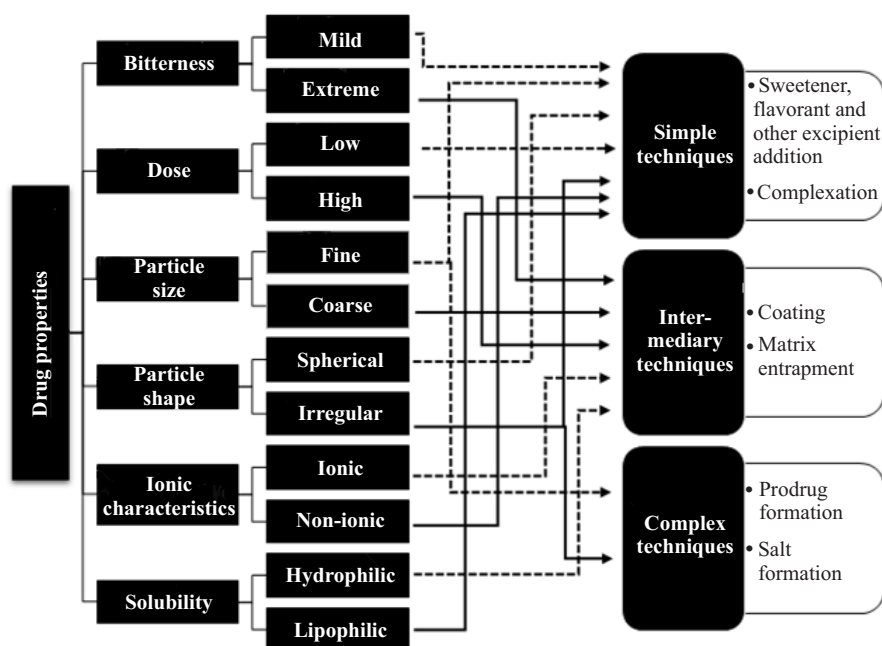 Drug properties
Bitterness
Dose
Particle
size
Particle
shape
Ionic
characteristics
Solubility
Mild
Extreme
Low
High
Fine
Coarse
Spherical
Irregular
Ionic
Non-ionic
Hydrophilic
Lipophilic
Simple
techniques
• Sweetener,
flavorant and
other excipient
addition
• Complexation
Inter-
mediary
techniques
• Coating
• Matrix
entrapment
Complex
techniques
• Prodrug
formation
• Salt
formation